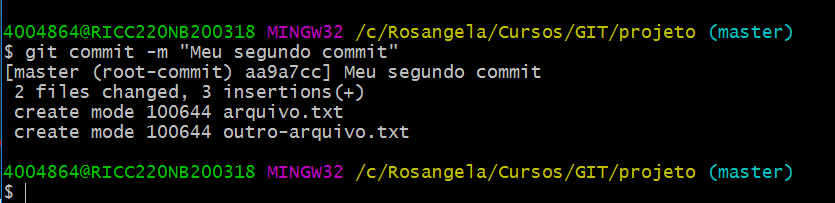 4004864@RICC220NB200318 MINGW32 /c/Rosangela/Cursos/GIT/projeto (master)
$ git commit -m "Meu segundo commit"
[master (root-commit) aa9a7cc] Meu segundo commit
 2 files changed, 3 insertions(+)
 create mode 100644 arquivo.txt
 create mode 100644 outro-arquivo.txt
4004864@RICC220NB200318 MINGW32 /c/Rosangela/Cursos/GIT/projeto (master)
$